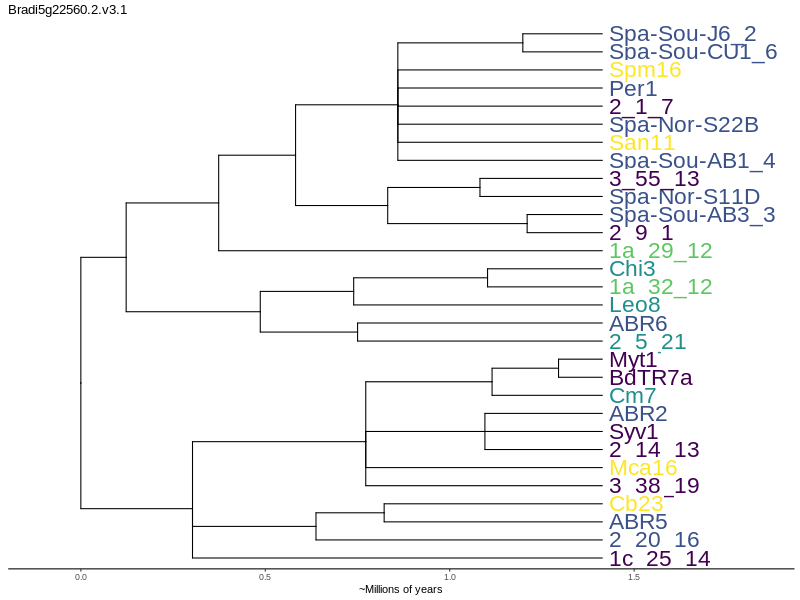 Bradi5g22560.2.v3.1
Spa-Sou-J6_2
Spa-Sou-CU1_6
Spm16
Per1
2_1_7
Spa-Nor-S22B
San11
Spa-Sou-AB1_4
3_55_13
Spa-Nor-S11D
Spa-Sou-AB3_3
2_9_1
1a_29_12
Chi3
1a_32_12
Leo8
ABR6
2_5_21
Myt1
BdTR7a
Cm7
ABR2
Syv1
2_14_13
Mca16
3_38_19
Cb23
ABR5
2_20_16
1c_25_14
0.0 0.5 1.0 1.5
~Millions of years